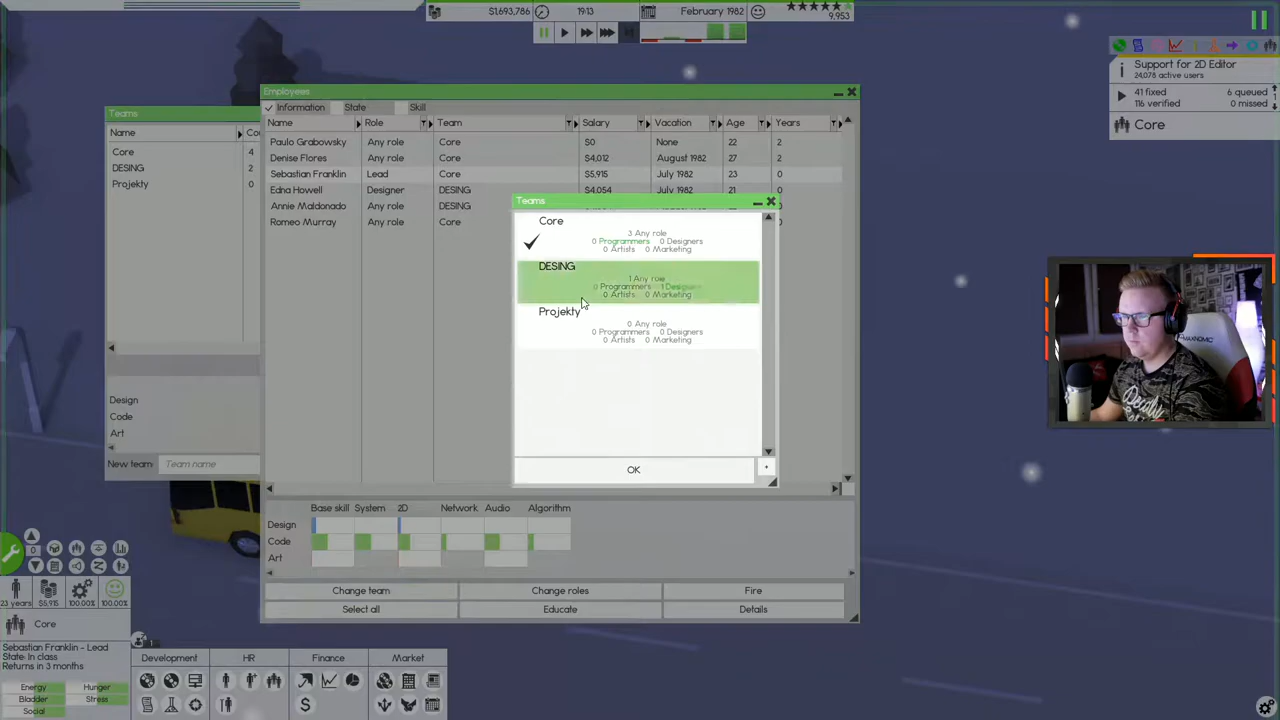 $1,693,786
19:13
February 1982
9,953
Support for 2D Editor
24,078 active users
41 fixed 6 queued
116 verified 0 missed
Core
Employees
Information State Skill
Name Role Team Salary Vacation Age Years
Paulo Grabowsky Any role Core $0 None 22 2
Denise Flores Any role Core $4,012 August 1982 27 2
Sebastian Franklin Lead Core $5,915 July 1982 23 0
Edna Howell Designer DESING $4,054 July 1982 21 0
Annie Maldonado Any role DESING
Romeo Murray Any role Core
Teams
Name
Core 4
DESING 2
Projekty 0
Design
Code
Art
New team: Team name
Teams
Core
3 Any role
0 Programmers 0 Designers
0 Artists 0 Marketing
DESING
1 Any role
0 Programmers 1 Designers
0 Artists 0 Marketing
Projekty
0 Any role
0 Programmers 0 Designers
0 Artists 0 Marketing
OK
Base skill System 2D Network Audio Algorithm
Design
Code
Art
Change team Change roles Fire
Select all Educate Details
0
23 years $5,915 100.00% 100.00%
Core
Sebastian Franklin - Lead
State: In class
Returns in 3 months
Energy Hunger
Bladder Stress
Social
Development HR Finance Market
MAXNOMIC